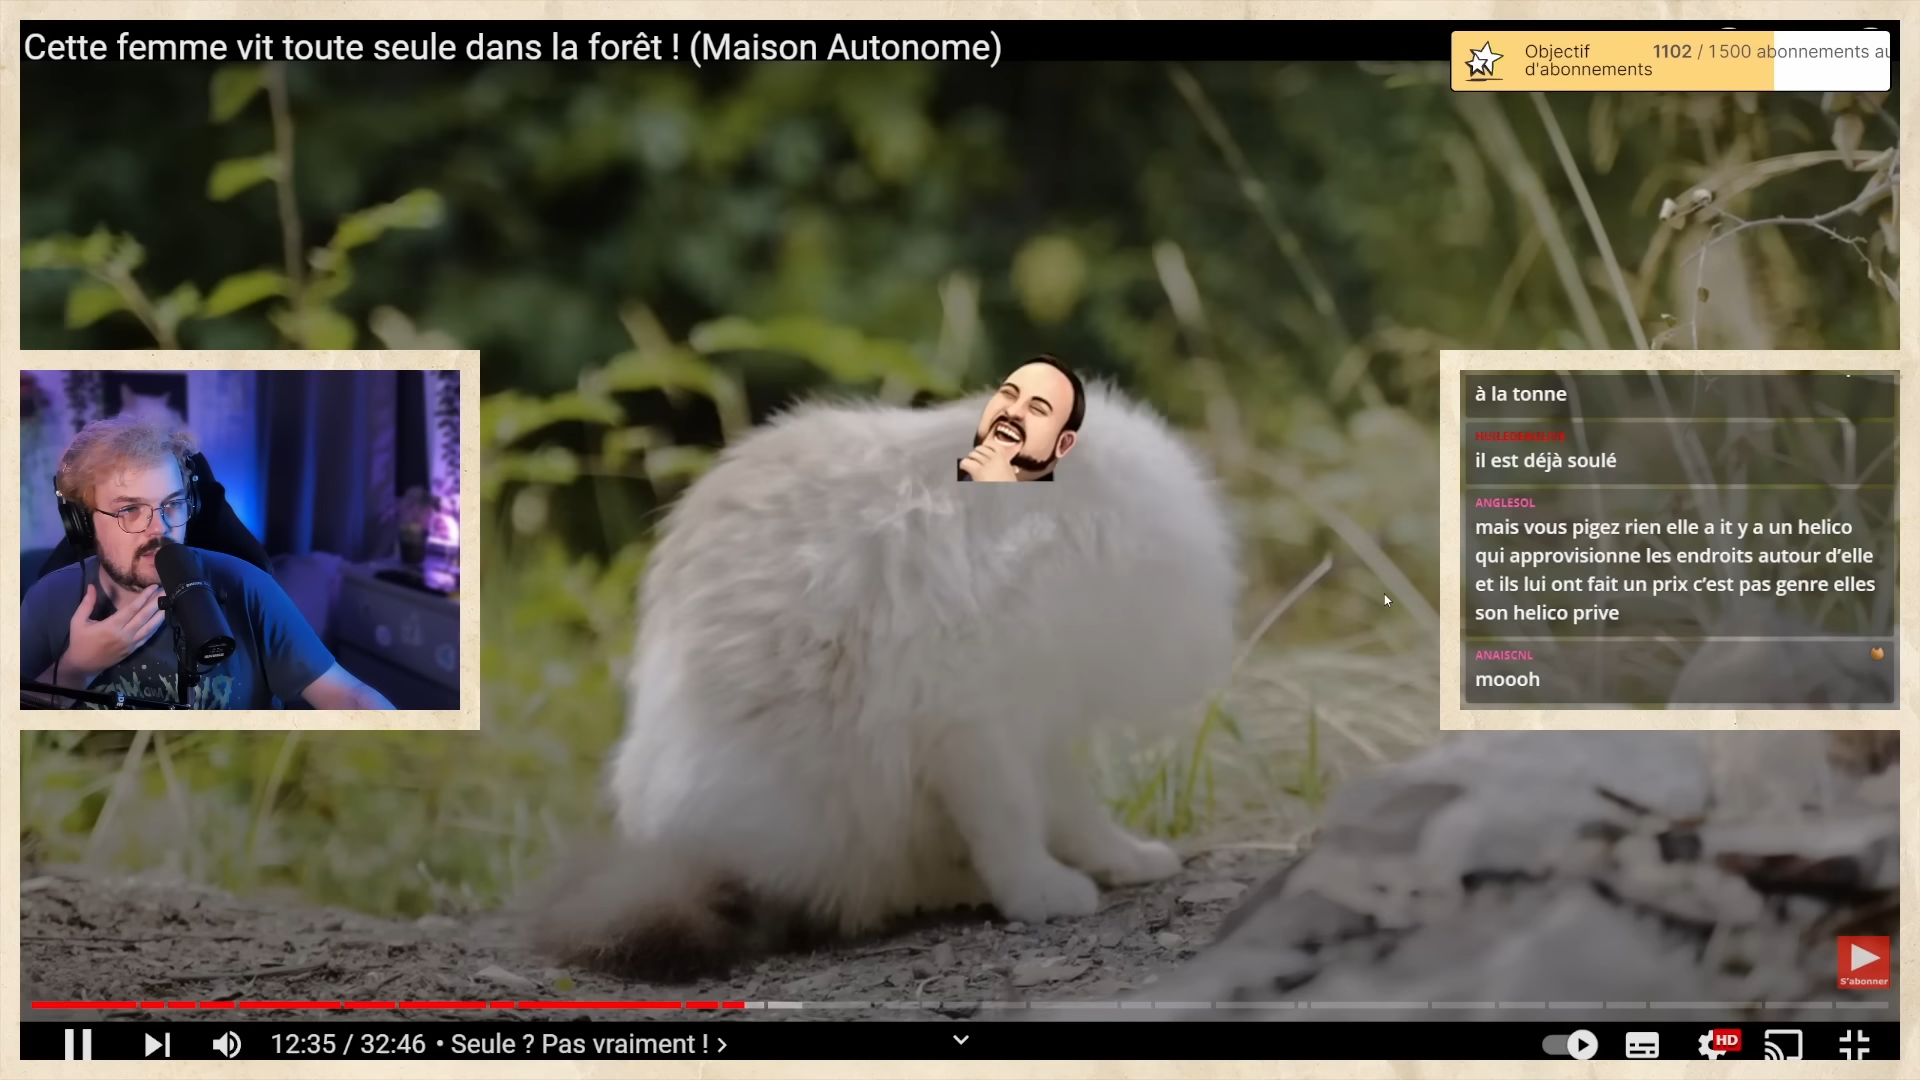 Cette femme vit toute seule dans la forêt ! (Maison Autonome)
Objectif
d'abonnements
1102 / 1500 abonnements au
à la tonne
il est déjà soulé
ANGLESOL
mais vous pigez rien elle a it y a un helico
qui approvisionne les endroits autour d’elle
et ils lui ont fait un prix c’est pas genre elles
son helico prive
ANAISCNL
moooh
S'abonner
12:35 / 32:46 • Seule ? Pas vraiment ! ›
HD